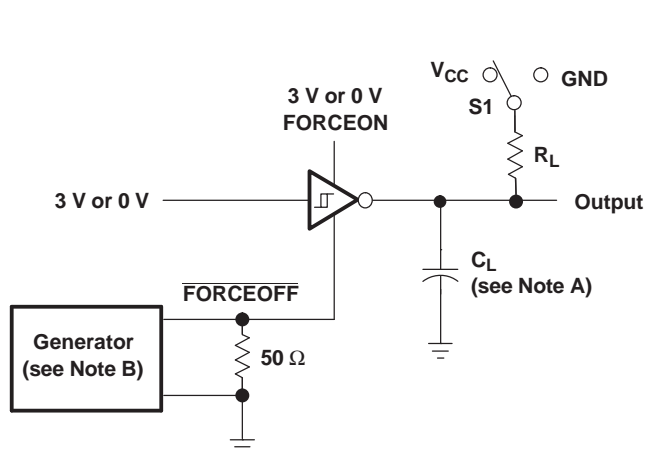 VCC
GND
S1
3 V or 0 V
FORCEON
RL
3 V or 0 V
Output
CL
(see Note A)
FORCEOFF
Generator
(see Note B)
50 Ω